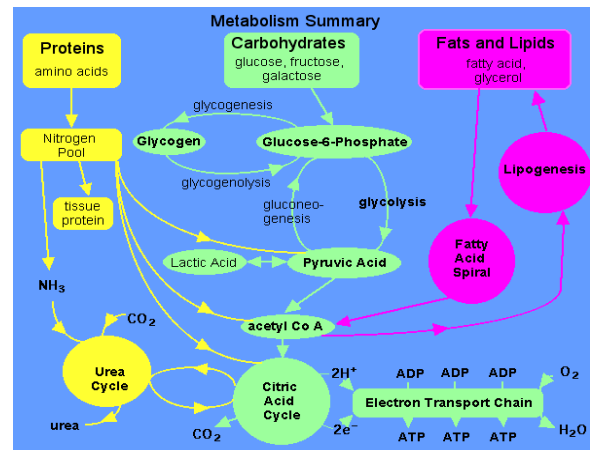 Metabolism Summary
Proteins
amino acids
Carbohydrates
glucose, fructose,
galactose
Fats and Lipids
fatty acid,
glycerol
glycogenesis
Nitrogen
Pool
Glycogen
Glucose-6-Phosphate
Lipogenesis
glycogenolysis
gluconeo-
genesis
glycolysis
tissue
protein
Fatty
Acid
Spiral
Lactic Acid
Pyruvic Acid
NH₃
CO₂
acetyl Co A
Urea
Cycle
Citric
Acid
Cycle
2H⁺
ADP ADP ADP
O₂
Electron Transport Chain
urea
CO₂
2e⁻
ATP ATP ATP
H₂O